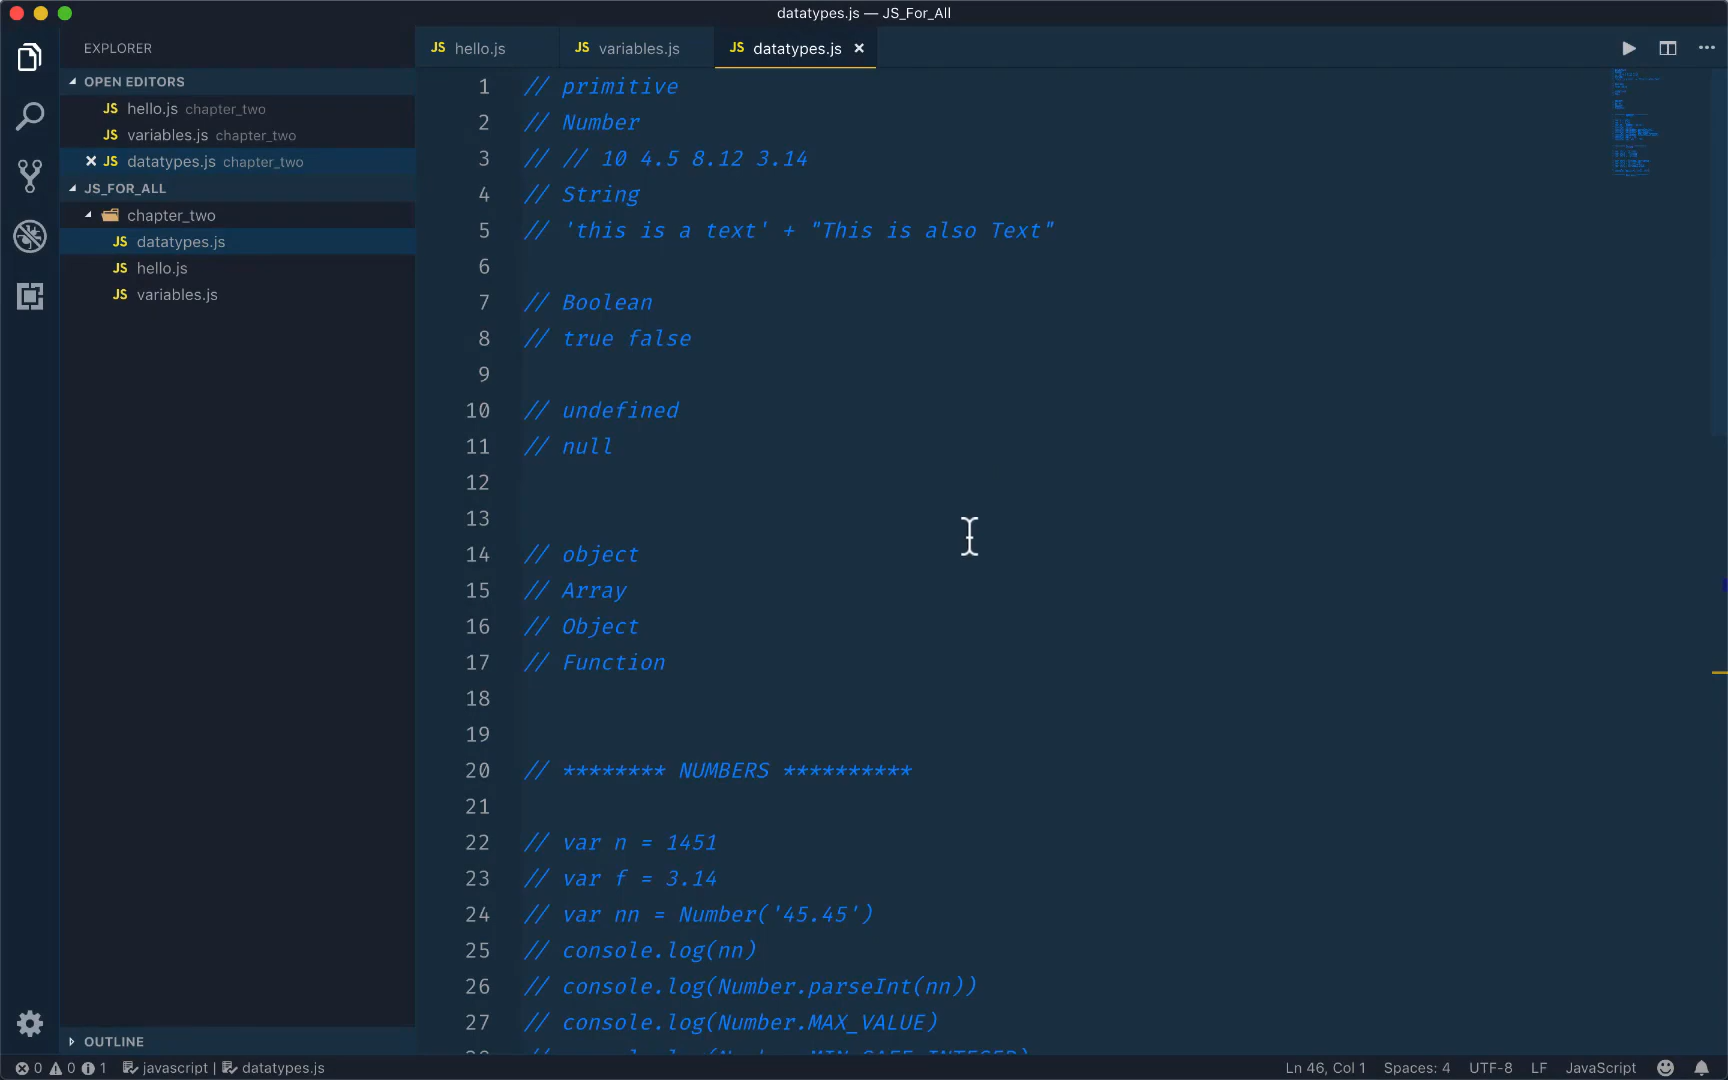 datatypes.js — JS_For_All
EXPLORER
OPEN EDITORS
JS hello.js chapter_two
JS variables.js chapter_two
JS datatypes.js chapter_two
JS_FOR_ALL
chapter_two
JS datatypes.js
JS hello.js
JS variables.js
OUTLINE
JS hello.js JS variables.js JS datatypes.js
1 // primitive
2 // Number
3 // // 10 4.5 8.12 3.14
4 // String
5 // 'this is a text' + "This is also Text"
6
7 // Boolean
8 // true false
9
10 // undefined
11 // null
12
13
14 // object
15 // Array
16 // Object
17 // Function
18
19
20 // ******** NUMBERS **********
21
22 // var n = 1451
23 // var f = 3.14
24 // var nn = Number('45.45')
25 // console.log(nn)
26 // console.log(Number.parseInt(nn))
27 // console.log(Number.MAX_VALUE)
0 0 1 javascript | datatypes.js Ln 46, Col 1 Spaces: 4 UTF-8 LF JavaScript